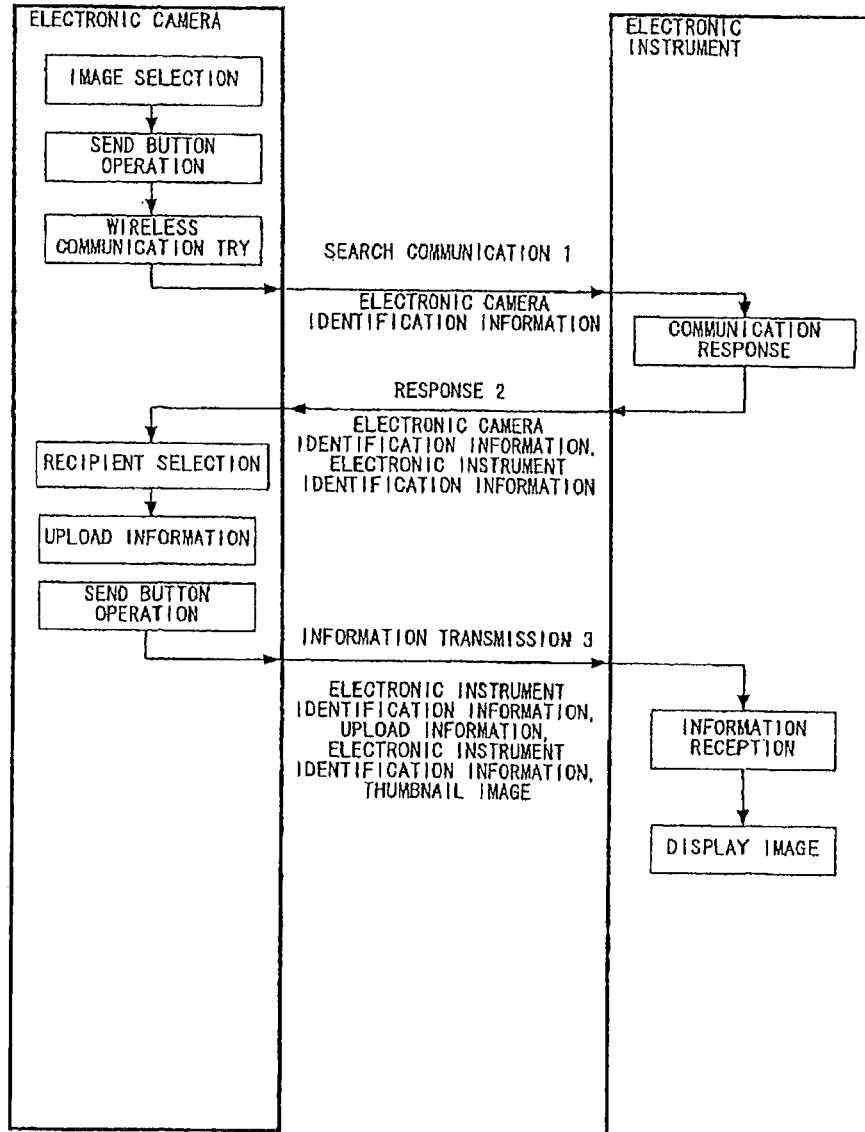 ELECTRONIC CAMERA
ELECTRONIC
INSTRUMENT
IMAGE SELECTION
SEND BUTTON
OPERATION
WIRELESS
COMMUNICATION TRY
SEARCH COMMUNICATION 1
ELECTRONIC CAMERA
IDENTIFICATION INFORMATION
COMMUNICATION
RESPONSE
RESPONSE 2
ELECTRONIC CAMERA
IDENTIFICATION INFORMATION,
ELECTRONIC INSTRUMENT
IDENTIFICATION INFORMATION
RECIPIENT SELECTION
UPLOAD INFORMATION
SEND BUTTON
OPERATION
INFORMATION TRANSMISSION 3
ELECTRONIC INSTRUMENT
IDENTIFICATION INFORMATION,
UPLOAD INFORMATION,
ELECTRONIC INSTRUMENT
IDENTIFICATION INFORMATION,
THUMBNAIL IMAGE
INFORMATION
RECEPTION
DISPLAY IMAGE